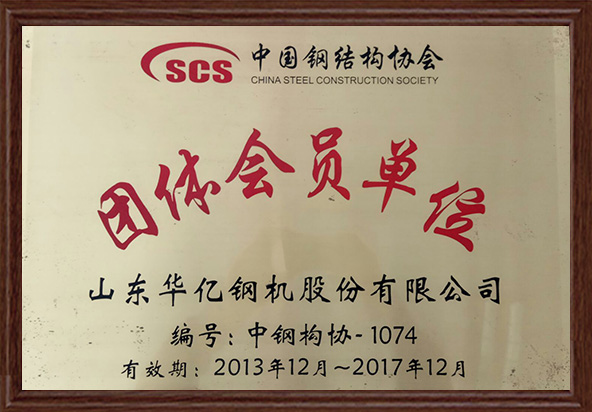 SCS 中国钢结构协会
CHINA STEEL CONSTRUCTION SOCIETY
团体会员单位
山东华亿钢机股份有限公司
编号：中钢构协-1074
有效期：2013年12月～2017年12月